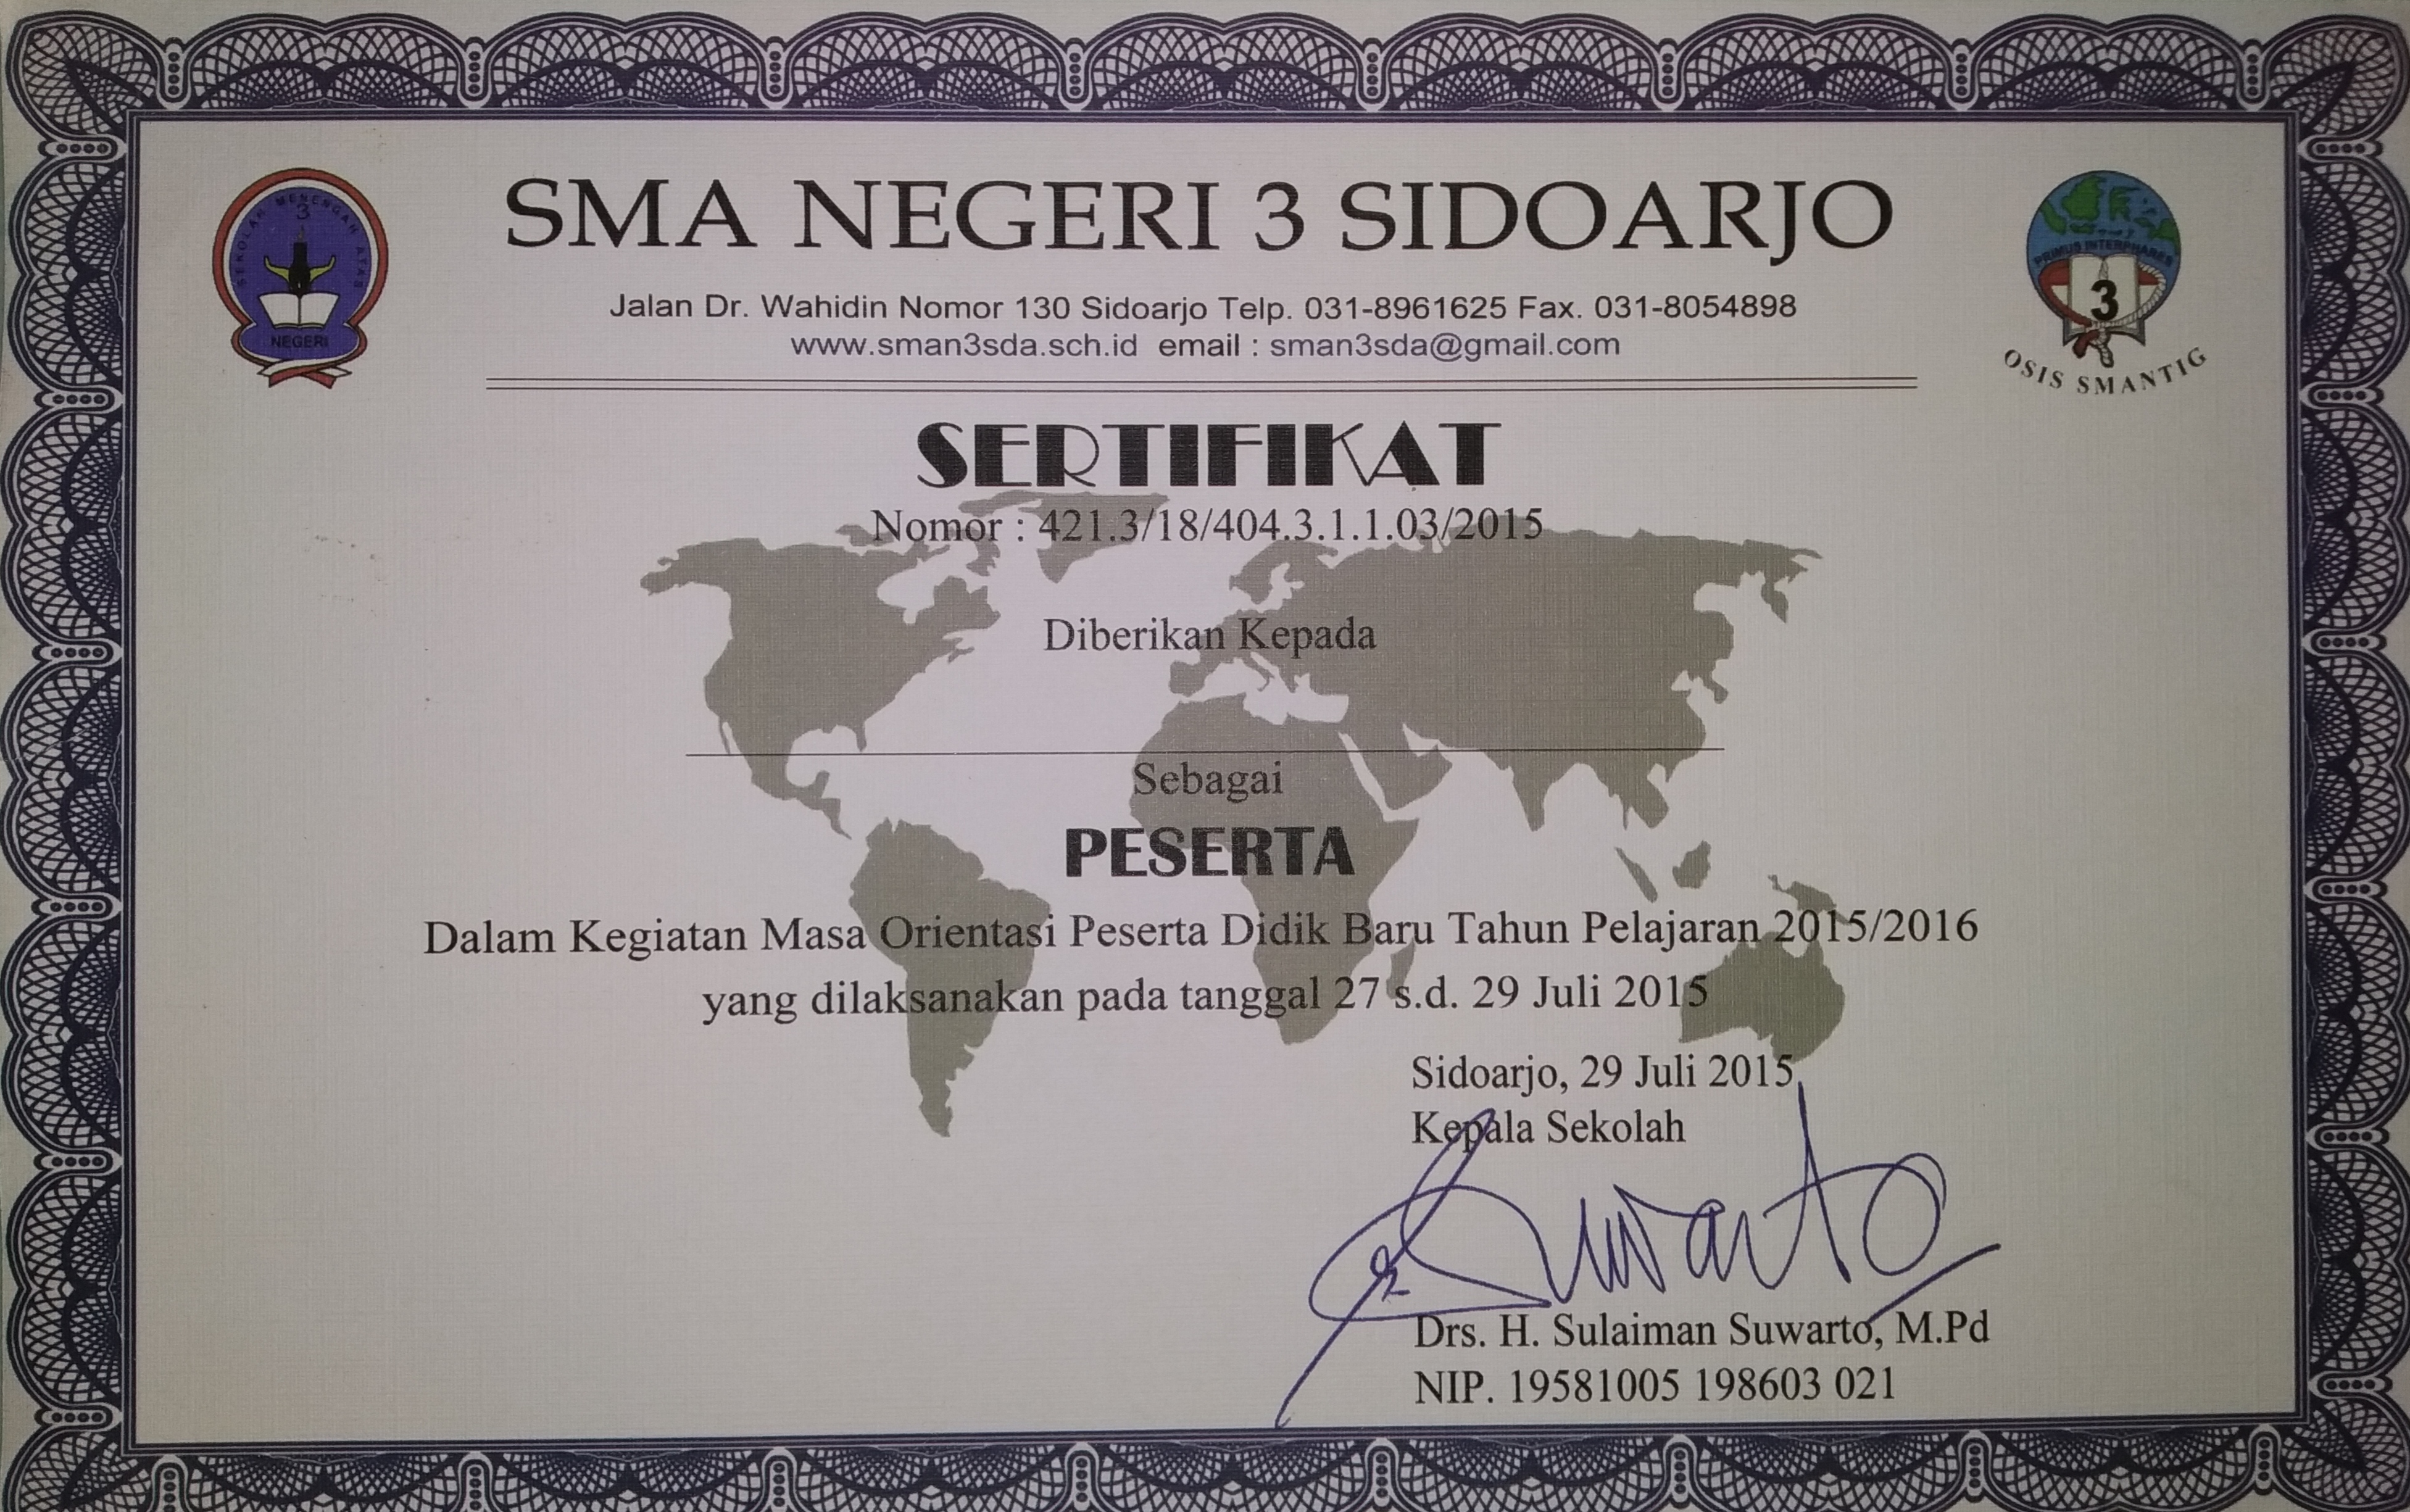 SMA NEGERI 3 SIDOARJO
Jalan Dr. Wahidin Nomor 130 Sidoarjo Telp. 031-8961625 Fax. 031-8054898
www.sman3sda.sch.id email : sman3sda@gmail.com
SEKOLAH MENENGAH ATAS
3
NEGERI
PRIMUS INTERPHARES
3
OSIS SMANTIG
SERTIFIKAT
Nomor : 421.3/18/404.3.1.1.03/2015
Diberikan Kepada
Sebagai
PESERTA
Dalam Kegiatan Masa Orientasi Peserta Didik Baru Tahun Pelajaran 2015/2016
yang dilaksanakan pada tanggal 27 s.d. 29 Juli 2015
Sidoarjo, 29 Juli 2015
Kepala Sekolah
Suwarto
Drs. H. Sulaiman Suwarto, M.Pd
NIP. 19581005 198603 021